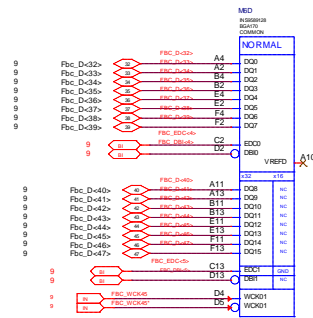 M6D
INS8588128
BGA170
COMMON
NORMAL
FBC_D<32>
9 Fbc_D<32> 32 A4 DQ0
9 Fbc_D<33> 33 A2 DQ1
9 Fbc_D<34> 34 B4 DQ2
9 Fbc_D<35> 35 B2 DQ3
9 Fbc_D<36> 36 E4 DQ4
9 Fbc_D<37> 37 E2 DQ5
9 Fbc_D<38> 38 F4 DQ6
9 Fbc_D<39> 39 F2 DQ7
FBC_EDC<4>
9 BI C2 EDC0
FBC_DBI<4>
9 BI D2 DBI0
VREFD A10
x32 x16
FBC_D<40>
9 Fbc_D<40> 40 A11 DQ8 NC
9 Fbc_D<41> 41 A13 DQ9 NC
9 Fbc_D<42> 42 B11 DQ10 NC
9 Fbc_D<43> 43 B13 DQ11 NC
9 Fbc_D<44> 44 E11 DQ12 NC
9 Fbc_D<45> 45 E13 DQ13 NC
9 Fbc_D<46> 46 F11 DQ14 NC
9 Fbc_D<47> 47 F13 DQ15 NC
FBC_EDC<5>
9 BI C13 EDC1 GND
9 BI D13 DBI1 NC
FBC_WCK45
9 IN D4 WCK01
FBC_WCK45*
9 IN D5 WCK01